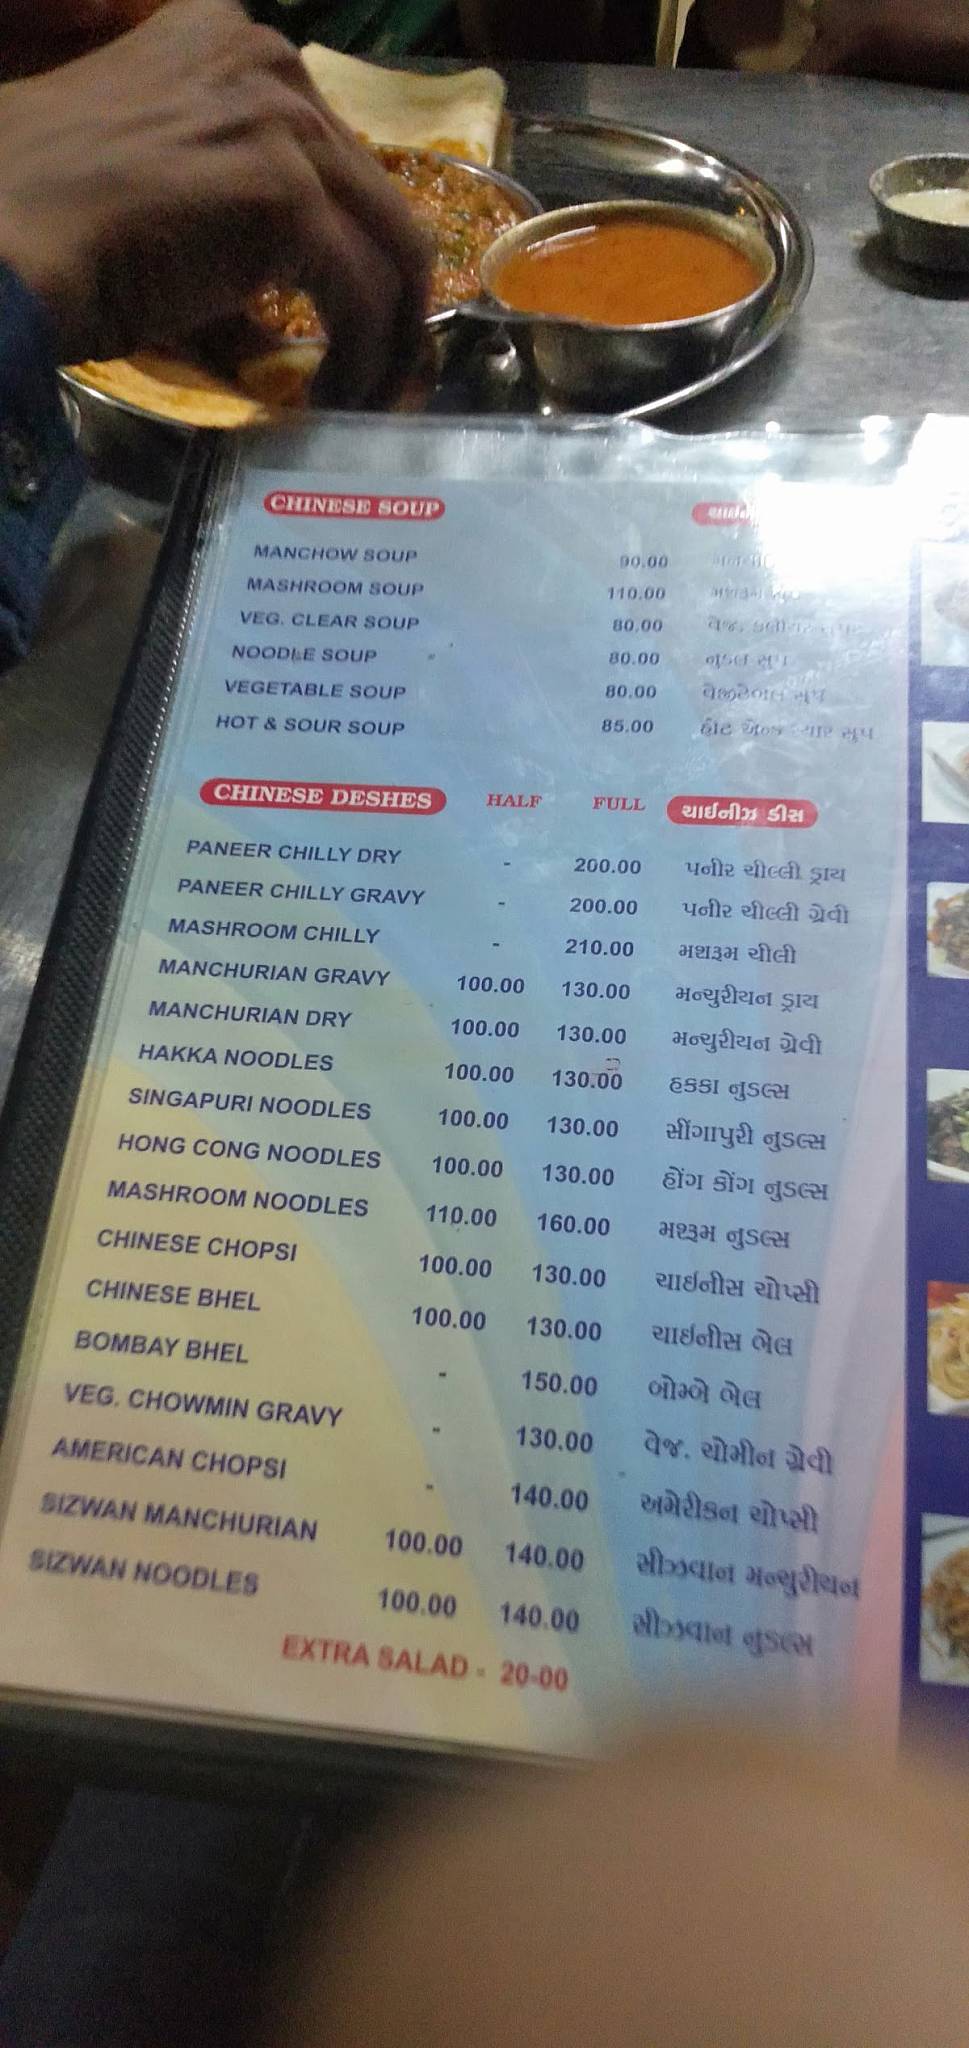 CHINESE SOUP
MANCHOW SOUP 90.00
MASHROOM SOUP 110.00 મશરૂમ સુપ
VEG. CLEAR SOUP 80.00 વેજ. કલીયર સુપ
NOODLE SOUP 80.00 નુડલ સુપ
VEGETABLE SOUP 80.00 વેજીટેબલ સુપ
HOT & SOUR SOUP 85.00 હોટ એન્ડ સુપ
CHINESE DESHES HALF FULL ચાઈનીઝ ડીસ
PANEER CHILLY DRY - 200.00 પનીર ચીલ્લી ડ્રાય
PANEER CHILLY GRAVY - 200.00 પનીર ચીલ્લી ગ્રેવી
MASHROOM CHILLY - 210.00 મશરૂમ ચીલી
MANCHURIAN GRAVY 100.00 130.00 મન્ચુરીયન ડ્રાય
MANCHURIAN DRY 100.00 130.00 મન્ચુરીયન ગ્રેવી
HAKKA NOODLES 100.00 130.00 હકકા નુડલ્સ
SINGAPURI NOODLES 100.00 130.00 સીંગાપુરી નુડલ્સ
HONG CONG NOODLES 100.00 130.00 હોંગ કોંગ નુડલ્સ
MASHROOM NOODLES 110.00 160.00 મશ્રૂમ નુડલ્સ
CHINESE CHOPSI 100.00 130.00 ચાઈનીસ ચોપ્સી
CHINESE BHEL 100.00 130.00 ચાઈનીસ ભેલ
BOMBAY BHEL - 150.00 બોમ્બે ભેલ
VEG. CHOWMIN GRAVY - 130.00 વેજ. ચોમીન ગ્રેવી
AMERICAN CHOPSI - 140.00 અમેરીકન ચોપ્સી
SIZWAN MANCHURIAN 100.00 140.00 સીઝવાન મન્ચુરીયન
SIZWAN NOODLES 100.00 140.00 સીઝવાન નુડલ્સ
EXTRA SALAD - 20-00